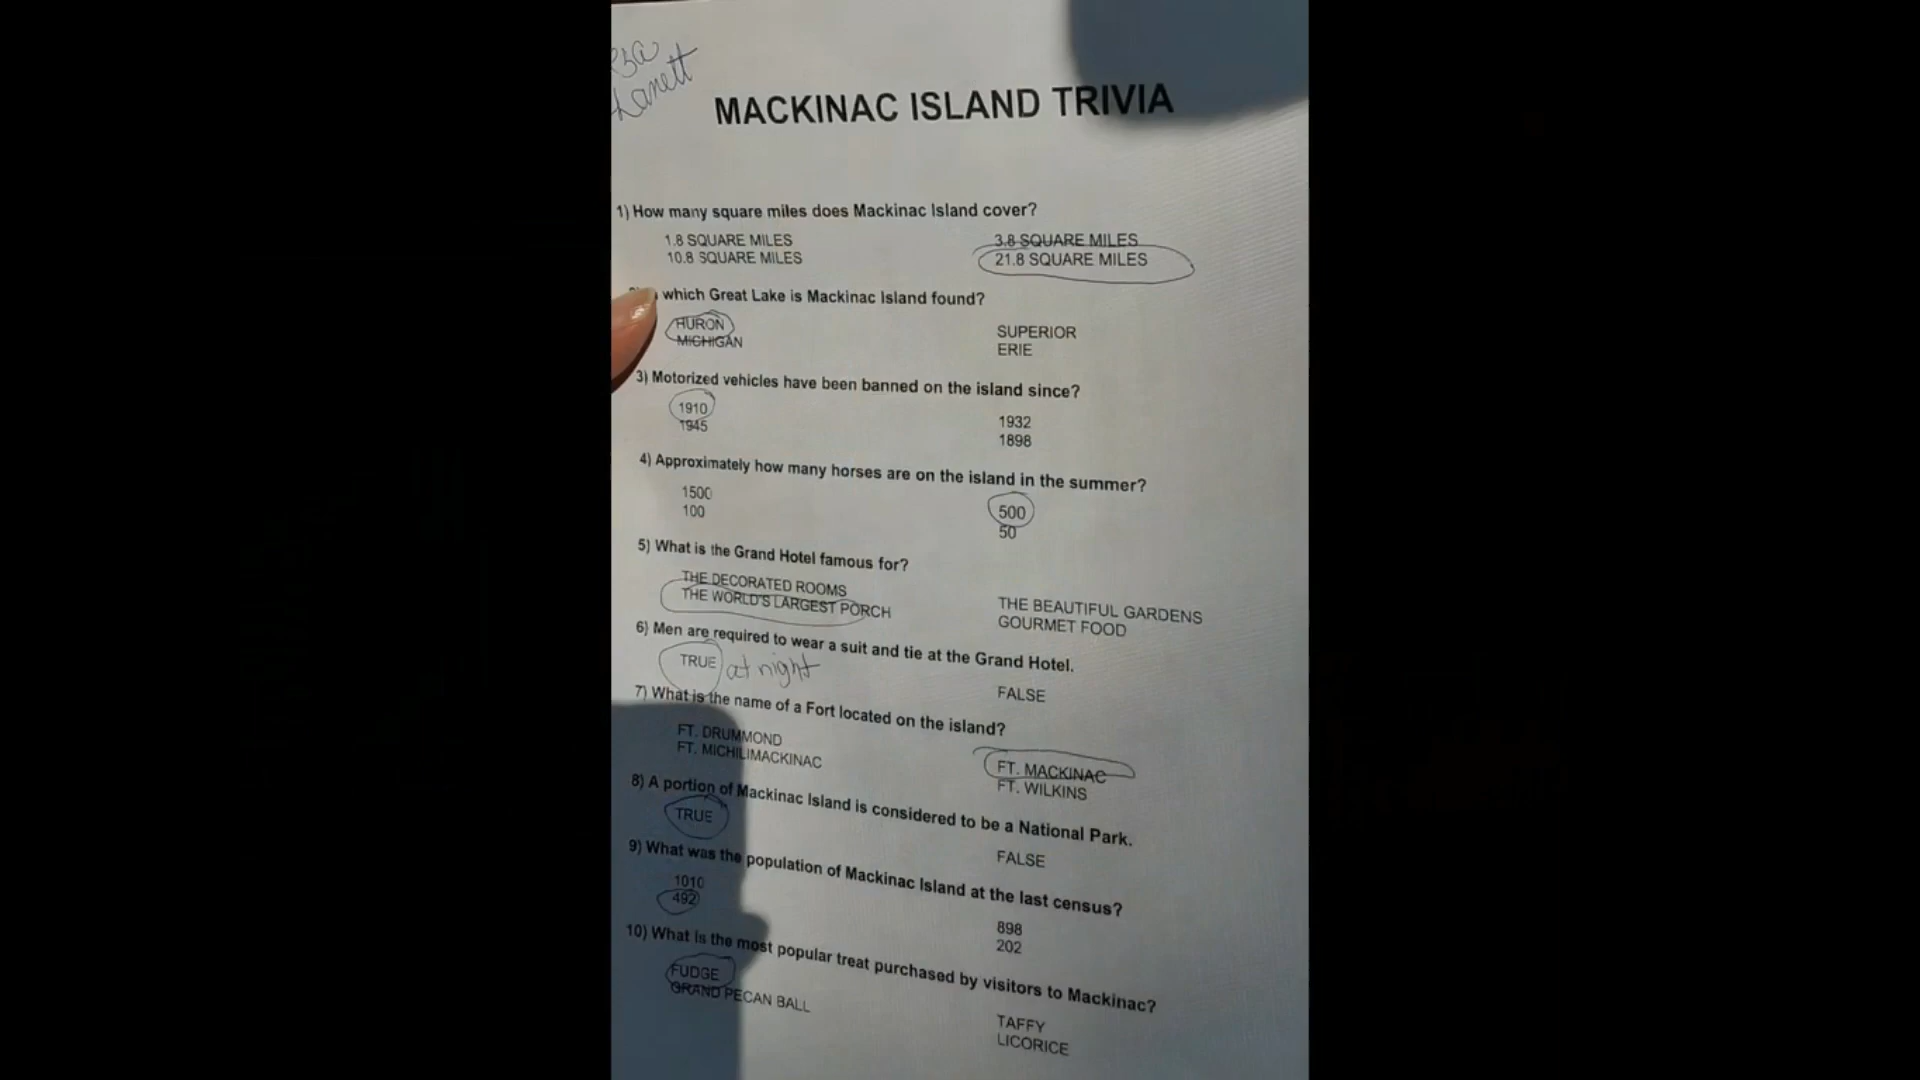 Lanett
MACKINAC ISLAND TRIVIA
1) How many square miles does Mackinac Island cover?
1.8 SQUARE MILES 3.8 SQUARE MILES
10.8 SQUARE MILES 21.8 SQUARE MILES
which Great Lake is Mackinac Island found?
HURON SUPERIOR
MICHIGAN ERIE
3) Motorized vehicles have been banned on the island since?
1910 1932
1945 1898
4) Approximately how many horses are on the island in the summer?
1500 500
100 50
5) What is the Grand Hotel famous for?
THE DECORATED ROOMS THE BEAUTIFUL GARDENS
THE WORLD'S LARGEST PORCH GOURMET FOOD
6) Men are required to wear a suit and tie at the Grand Hotel.
TRUE at night FALSE
7) What is the name of a Fort located on the island?
FT. DRUMMOND FT. MACKINAC
FT. MICHILIMACKINAC FT. WILKINS
8) A portion of Mackinac Island is considered to be a National Park.
TRUE FALSE
9) What was the population of Mackinac Island at the last census?
1010 898
492 202
10) What is the most popular treat purchased by visitors to Mackinac?
FUDGE TAFFY
GRAND PECAN BALL LICORICE